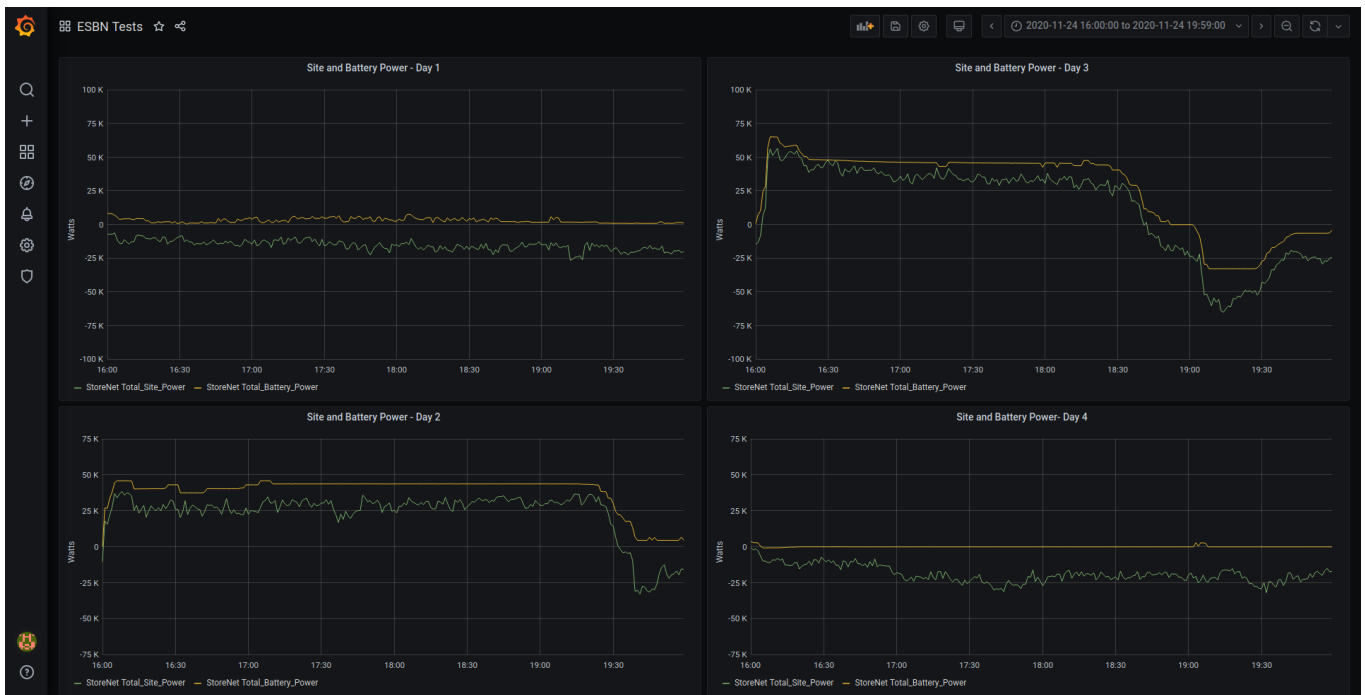 ESBN Tests
2020-11-24 16:00:00 to 2020-11-24 19:59:00
Site and Battery Power - Day 1
100 K
75 K
50 K
25 K
0
-25 K
-50 K
-75 K
-100 K
Watts
16:00 16:30 17:00 17:30 18:00 18:30 19:00 19:30
StoreNet Total_Site_Power StoreNet Total_Battery_Power
Site and Battery Power - Day 3
100 K
75 K
50 K
25 K
0
-25 K
-50 K
-75 K
-100 K
Watts
16:00 16:30 17:00 17:30 18:00 18:30 19:00 19:30
StoreNet Total_Site_Power StoreNet Total_Battery_Power
Site and Battery Power - Day 2
75 K
50 K
25 K
0
-25 K
-50 K
-75 K
Watts
16:00 16:30 17:00 17:30 18:00 18:30 19:00 19:30
StoreNet Total_Site_Power StoreNet Total_Battery_Power
Site and Battery Power- Day 4
75 K
50 K
25 K
0
-25 K
-50 K
-75 K
Watts
16:00 16:30 17:00 17:30 18:00 18:30 19:00 19:30
StoreNet Total_Site_Power StoreNet Total_Battery_Power